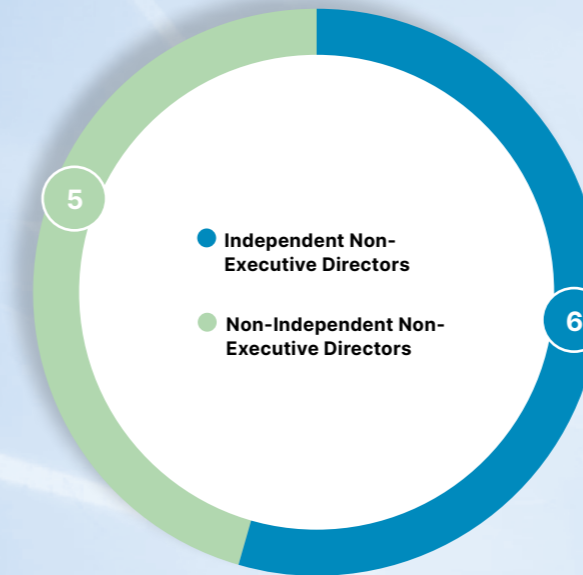 5
Independent Non-
Executive Directors
6
Non-Independent Non-
Executive Directors